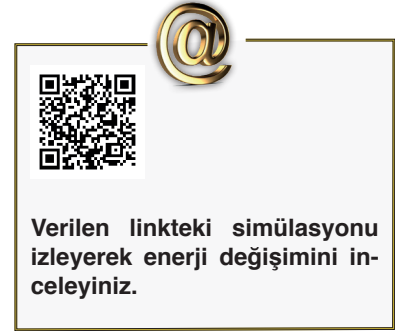 @
Verilen linkteki simülasyonu
izleyerek enerji değişimini in-
celeyiniz.